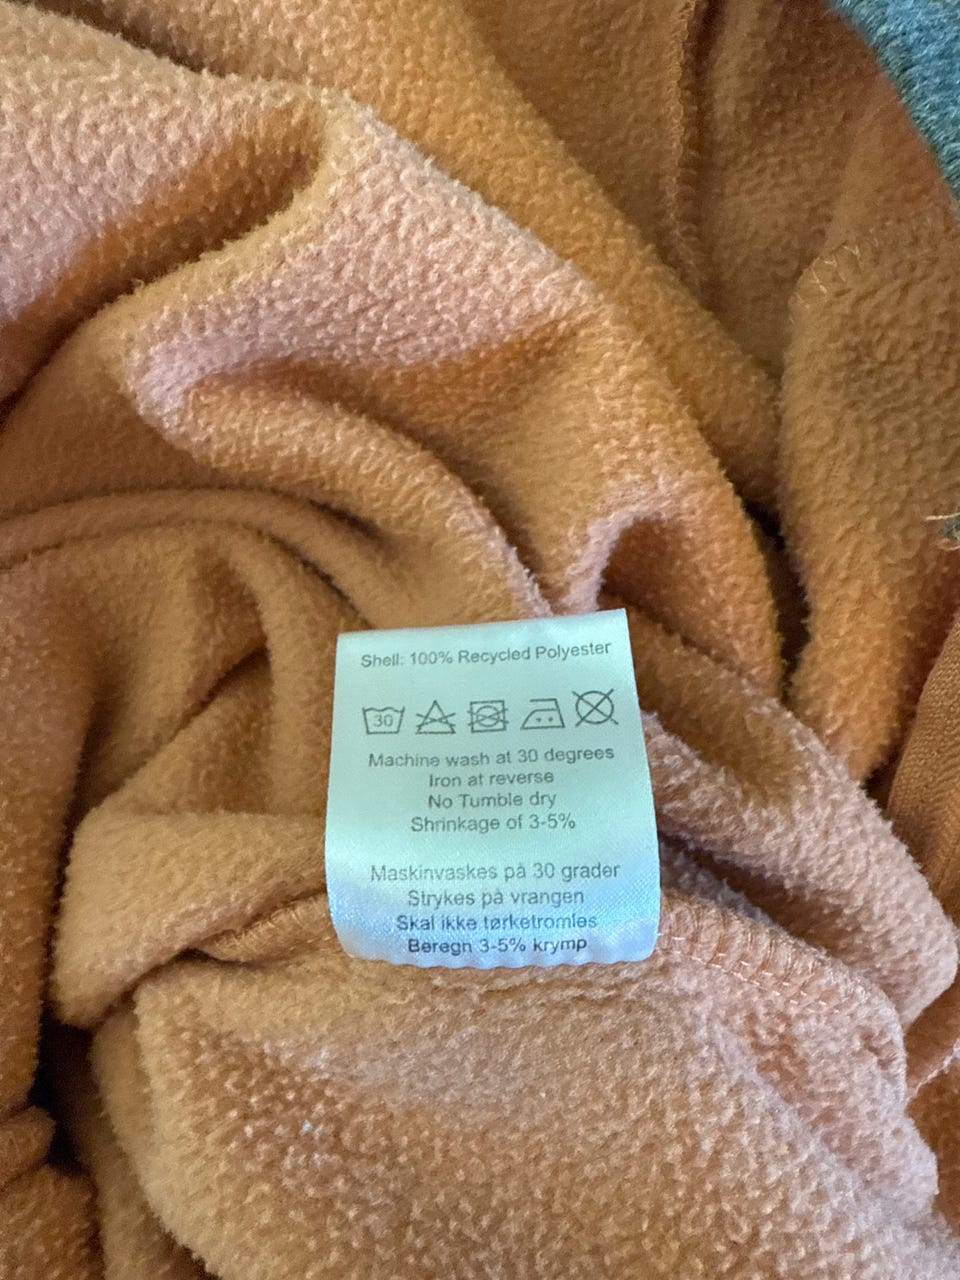 Shell: 100% Recycled Polyester
30
Machine wash at 30 degrees
Iron at reverse
No Tumble dry
Shrinkage of 3-5%
Maskinvaskes på 30 grader
Strykes på vrangen
Skal ikke tørketromles
Beregn 3-5% krymp